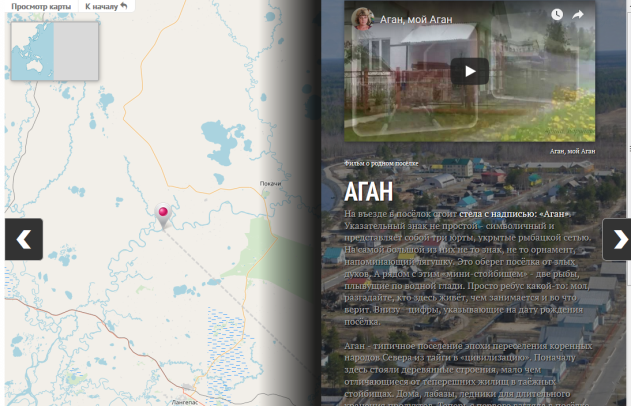 Просмотр карты
К началу
Покачи
Лангепас
Аган, мой Аган
Аган, мой Аган
Фильм о родном посёлке
АГАН
На въезде в посёлок стоит стела с надписью: «Аган».
Указательный знак не простой – символичный и
представляет собой три юрты, укрытые рыбацкой сетью.
На самой большой из них не то знак, не то орнамент,
напоминающий лягушку. Это оберег посёлка от злых
духов. А рядом с этим «мини-стойбищем» - две рыбы,
плывущие по водной глади. Просто ребус какой-то: мол,
разгадайте, кто здесь живёт, чем занимается и во что
верит. Внизу – цифры, указывающие на дату рождения
посёлка.
Аган – типичное поселение эпохи переселения коренных
народов Севера из тайги в «цивилизацию». Поначалу
здесь стояли деревянные строения, мало чем
отличающиеся от теперешних жилищ в таёжных
стойбищах. Дома, лабазы, ледники для длительного